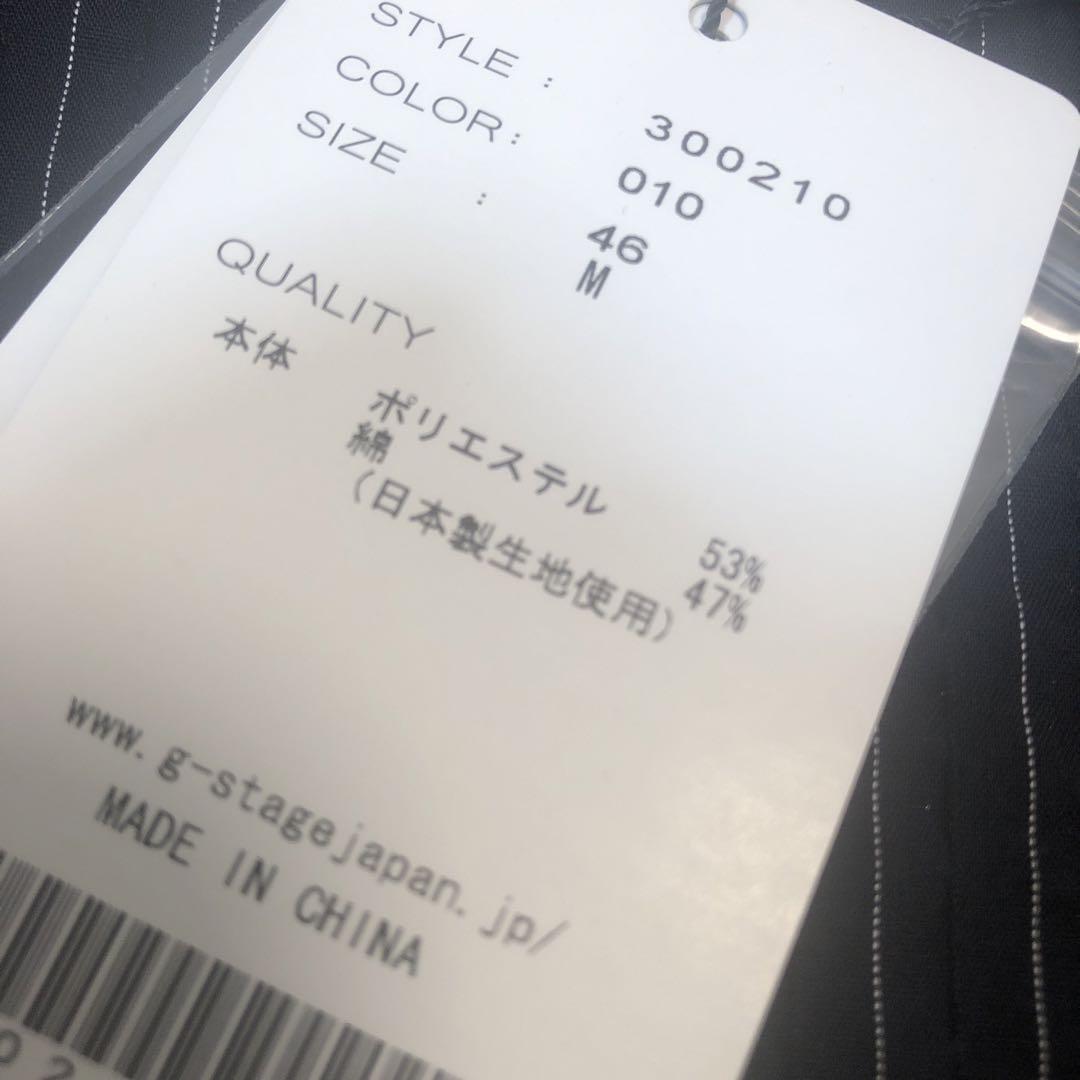 STYLE : 300210
COLOR: 010
SIZE : 46
M
QUALITY
本体 ポリエステル 53%
綿 47%
(日本製生地使用)
www.g-stagejapan.jp/
MADE IN CHINA